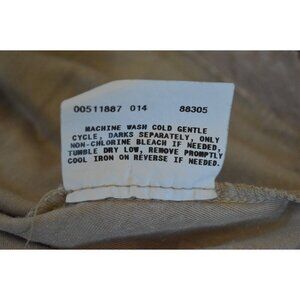 00511887 014 88305
MACHINE WASH COLD GENTLE
CYCLE, DARKS SEPARATELY, ONLY
NON-CHLORINE BLEACH IF NEEDED,
TUMBLE DRY LOW, REMOVE PROMPTLY
COOL IRON ON REVERSE IF NEEDED.